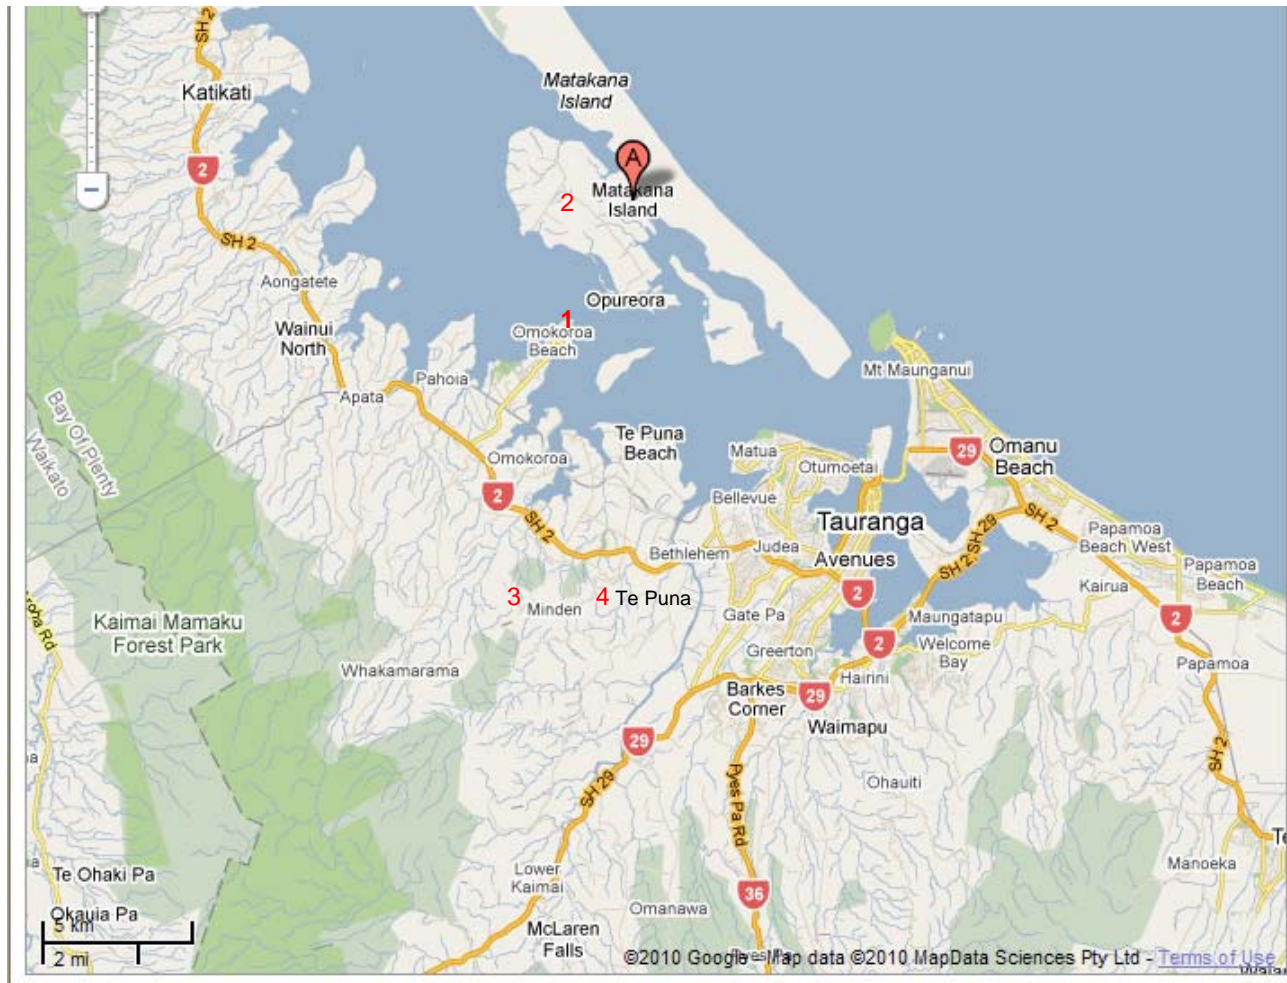 SH 2
Katikati
Matakana
Island
2
A
2
Matakana
Island
SH 2
Aongatete
Opureora
Wainui
North
1
Omokoroa
Beach
Mt Maunganui
Pahoia
Apata
Bay Of Plenty
Waikato
Te Puna
Beach
Matua
29
Omanu
Beach
Omokoroa
Otumoetai
2
Bellevue
SH 2
Tauranga
SH 2
SH 2, SH 29
Papamoa
Beach West
Bethlehem
Judea
Avenues
Papamoa
Beach
Kairua
3
Minden
4 Te Puna
2
Gate Pa
Maungatapu
2
Kaimai Mamaku
Forest Park
2
Welcome
Bay
Greerton
Whakamarama
Hairini
Papamoa
Barkes
Corner
29
Waimapu
29
SH 2
SH 29
Pyes Pa Rd
Ohauiti
Lower
Kaimai
Manoeka
Te Ohaki Pa
36
Omanawa
Okauia Pa
5 km
McLaren
Falls
2 mi
©2010 Google - Map data ©2010 MapData Sciences Pty Ltd - Terms of Use